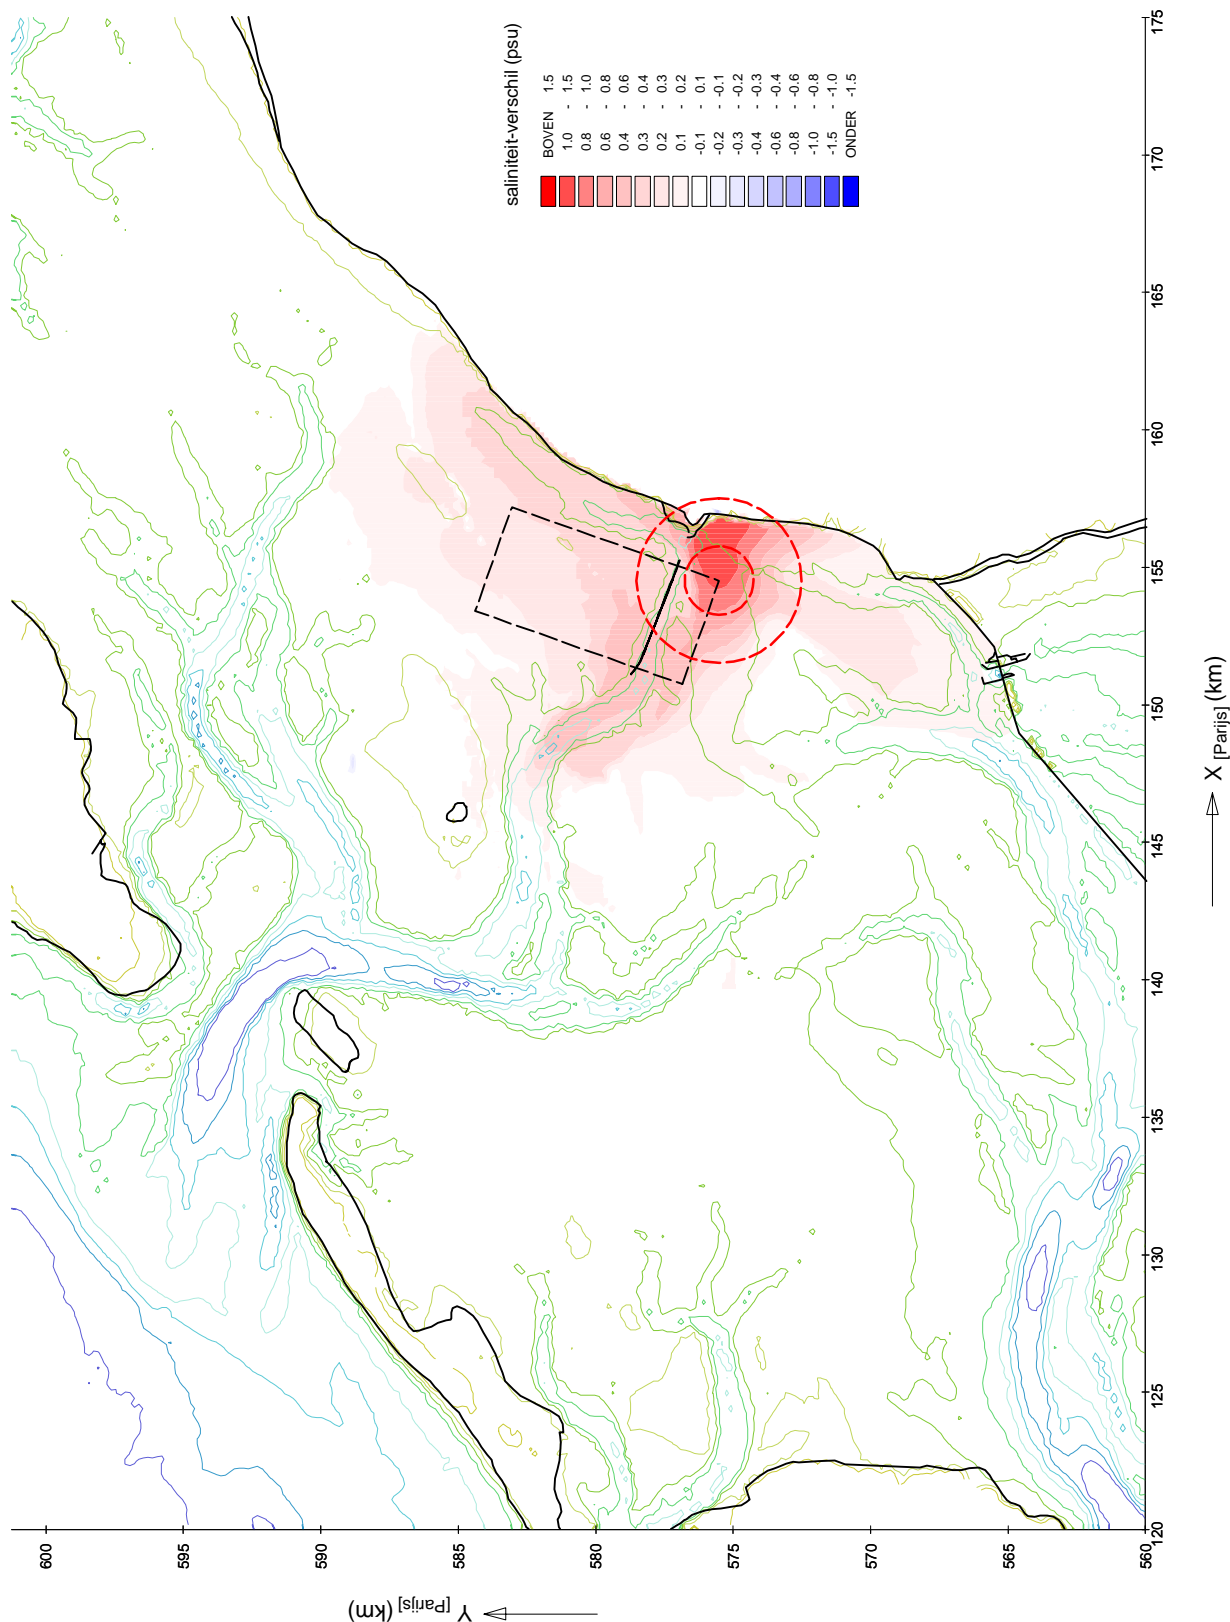 saliniteit-verschil (psu)
BOVEN 1.5
1.0 - 1.5
0.8 - 1.0
0.6 - 0.8
0.4 - 0.6
0.3 - 0.4
0.2 - 0.3
0.1 - 0.2
-0.1 - 0.1
-0.2 - -0.1
-0.3 - -0.2
-0.4 - -0.3
-0.6 - -0.4
-0.8 - -0.6
-1.0 - -0.8
-1.5 - -1.0
ONDER -1.5
600
595
590
585
580
575
570
565
560
Y [Parijs] (km)
120
125
130
135
140
145
150
155
160
165
170
175
X [Parijs] (km)